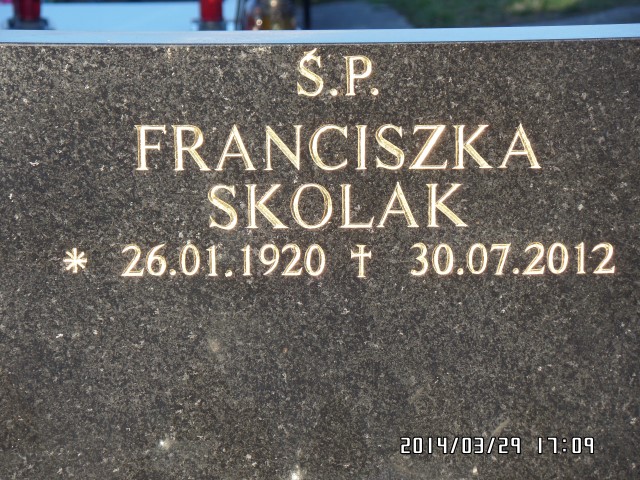 Ś.P.
FRANCISZKA
SKOLAK
* 26.01.1920 † 30.07.2012
2014/03/29 17:09